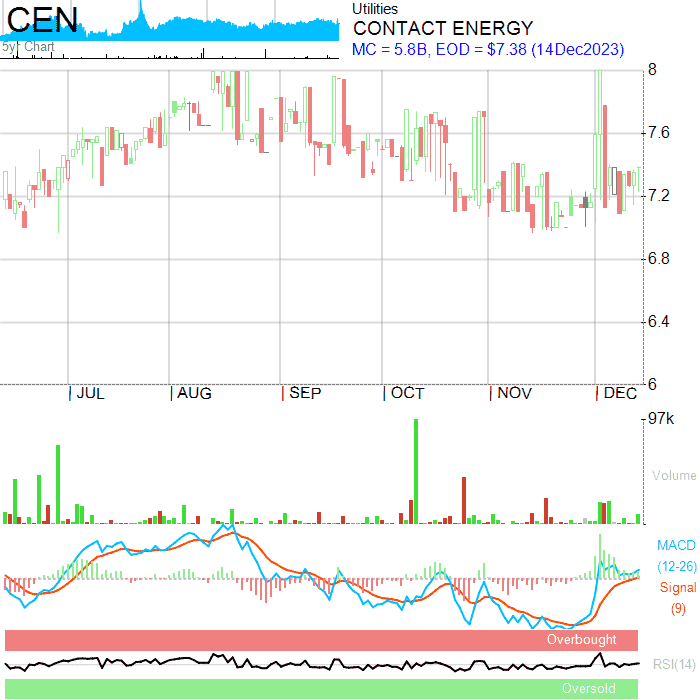 CEN
5yr Chart
Utilities
CONTACT ENERGY
MC = 5.8B, EOD = $7.38 (14Dec2023)
8
7.6
7.2
6.8
6.4
6
JUL AUG SEP OCT NOV DEC
97k
Volume
MACD
(12-26)
Signal
(9)
Overbought
RSI(14)
Oversold